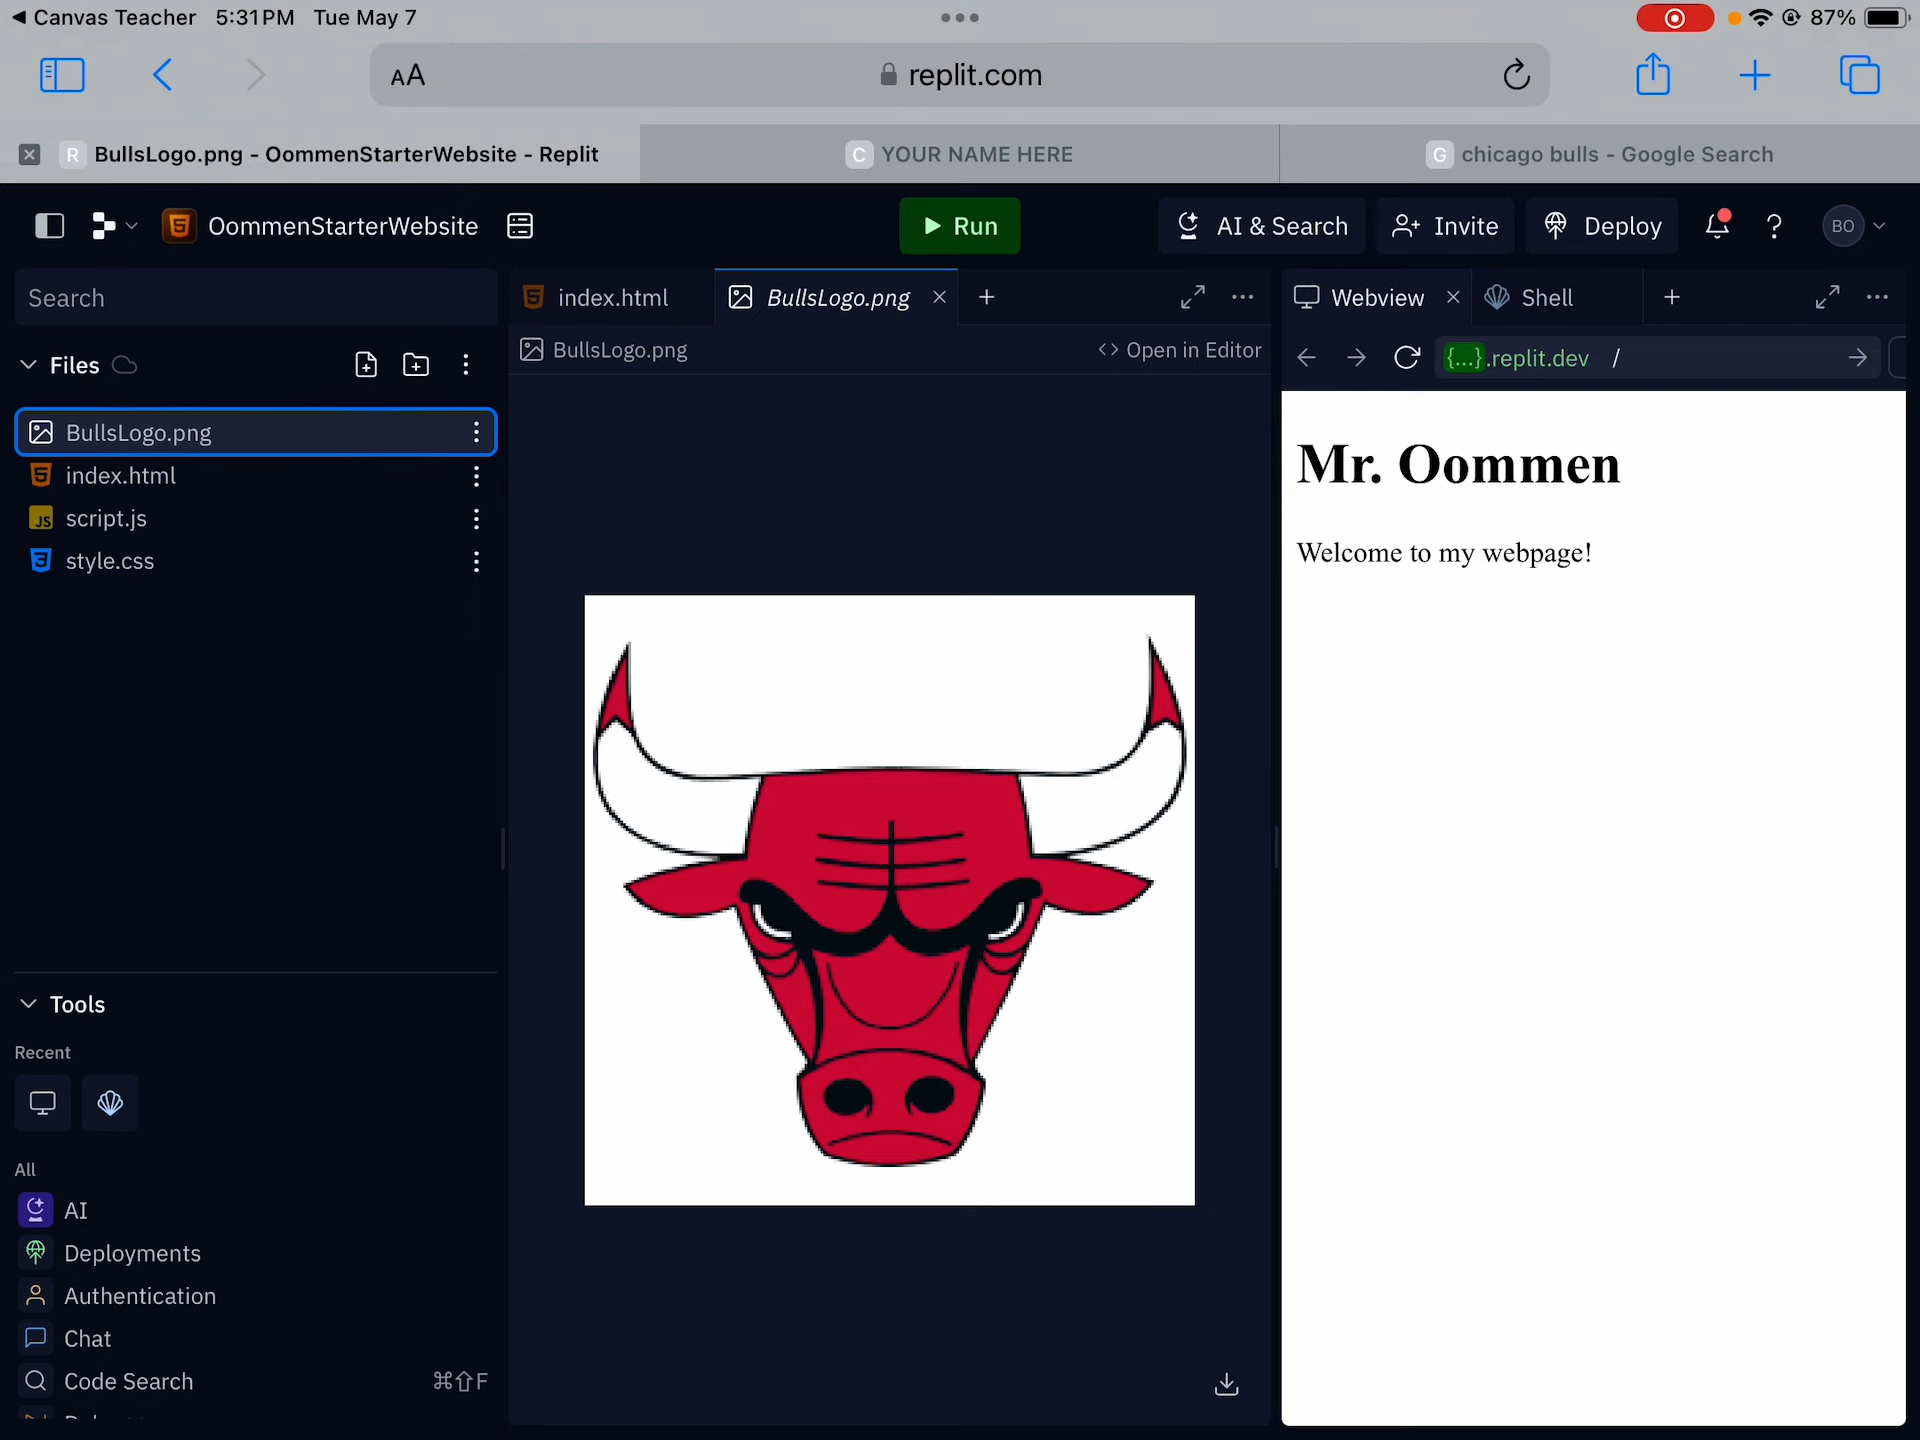 Canvas Teacher 5:31PM Tue May 7
87%
AA
replit.com
R BullsLogo.png - OommenStarterWebsite - Replit
C YOUR NAME HERE
G chicago bulls - Google Search
OommenStarterWebsite
Run
AI & Search
Invite
Deploy
?
BO
Search
index.html
BullsLogo.png
Webview
Shell
Files
BullsLogo.png
Open in Editor
{...}.replit.dev /
BullsLogo.png
index.html
JS script.js
style.css
Mr. Oommen
Welcome to my webpage!
Tools
Recent
All
AI
Deployments
Authentication
Chat
Code Search ⌘⇧F